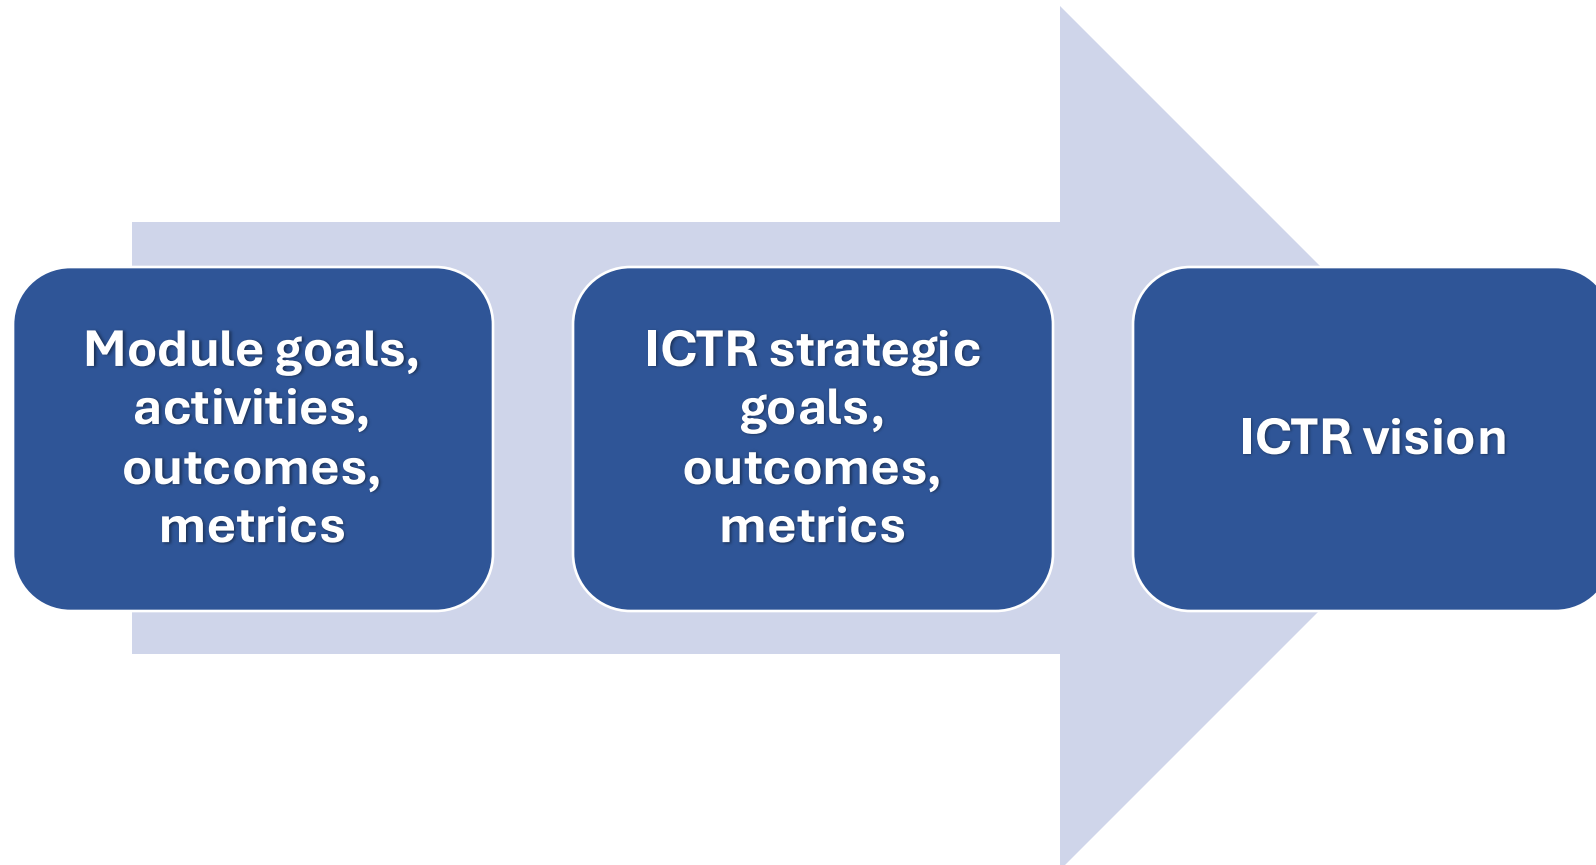 Module goals,
activities,
outcomes,
metrics
ICTR strategic
goals,
outcomes,
metrics
ICTR vision